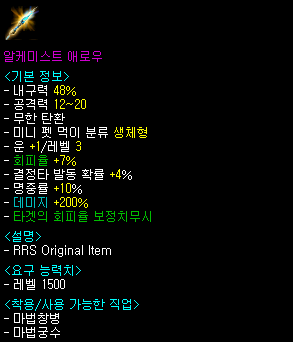 알케미스트 애로우
<기본 정보>
- 내구력 48%
- 공격력 12~20
- 무한 탄환
- 미니 펫 먹이 분류 생체형
- 운 +1/레벨 3
- 회피율 +7%
- 결정타 발동 확률 +4%
- 명중률 +10%
- 데미지 +200%
- 타겟의 회피율 보정치무시
<설명>
- RRS Original Item
<요구 능력치>
- 레벨 1500
<착용/사용 가능한 직업>
- 마법창병
- 마법궁수